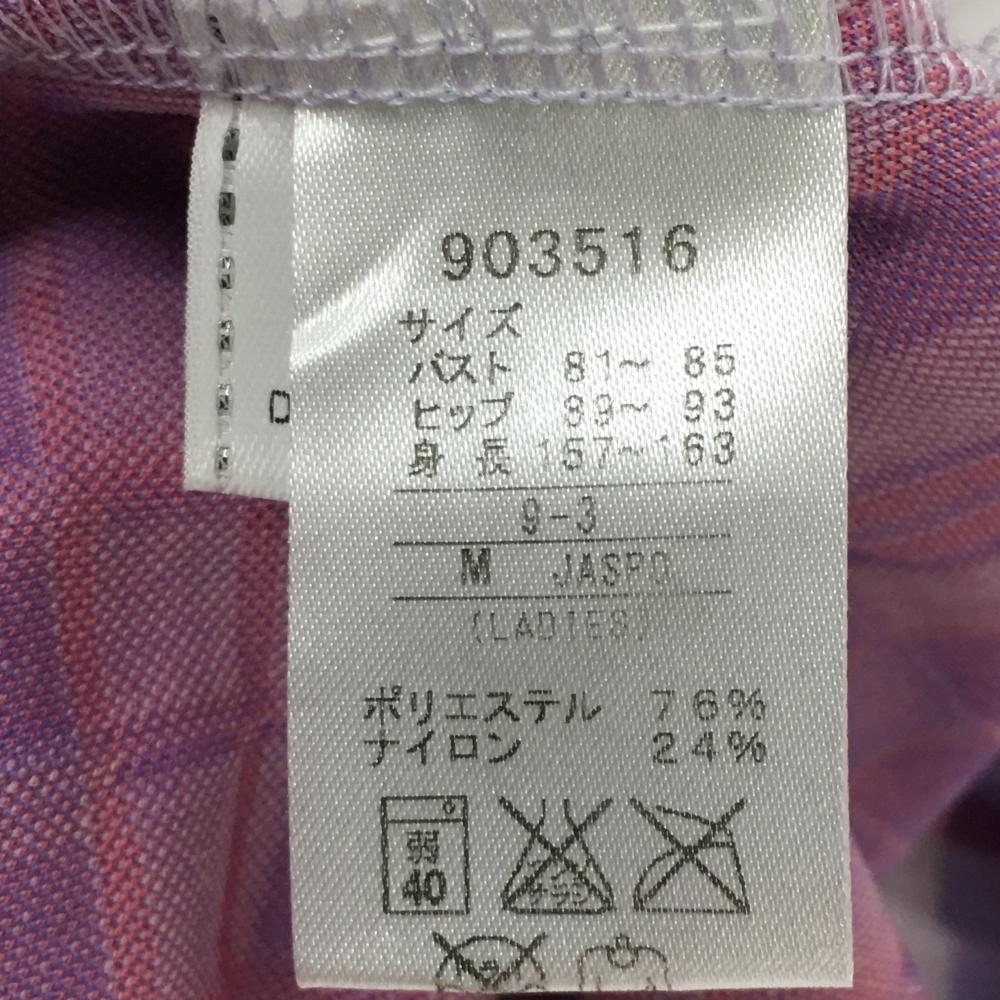 903516
サイズ
バスト 81～ 85
ヒップ 89～ 93
身 長 157～163
9-3
M JASPO
(LADIES)
ポリエステル 76%
ナイロン 24%
弱
40